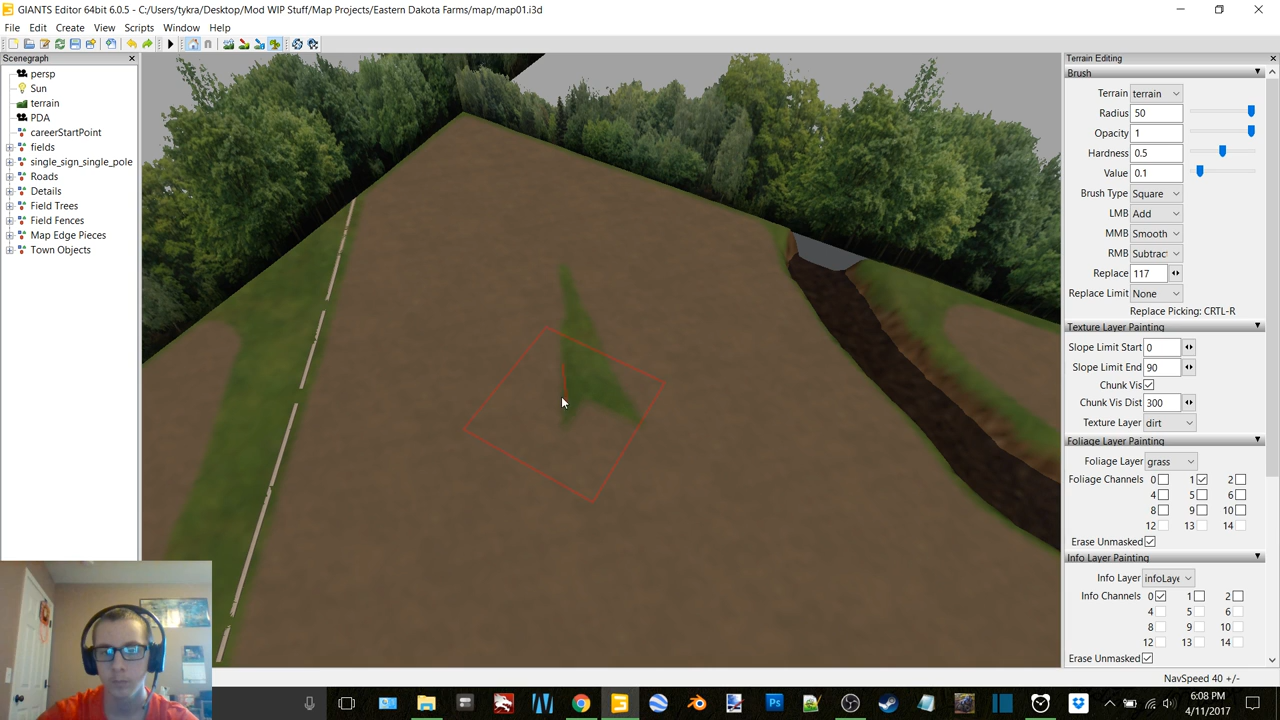 GIANTS Editor 64bit 6.0.5 - C:/Users/tykra/Desktop/Mod WIP Stuff/Map Projects/Eastern Dakota Farms/map/map01.i3d
File Edit Create View Scripts Window Help
Scenegraph
persp
Sun
terrain
PDA
careerStartPoint
fields
single_sign_single_pole
Roads
Details
Field Trees
Field Fences
Map Edge Pieces
Town Objects
Terrain Editing
Brush
Terrain terrain
Radius 50
Opacity 1
Hardness 0.5
Value 0.1
Brush Type Square
LMB Add
MMB Smooth
RMB Subtrac
Replace 117
Replace Limit None
Replace Picking: CRTL-R
Texture Layer Painting
Slope Limit Start 0
Slope Limit End 90
Chunk Vis
Chunk Vis Dist 300
Texture Layer dirt
Foliage Layer Painting
Foliage Layer grass
Foliage Channels 0 1 2
4 5 6
8 9 10
12 13 14
Erase Unmasked
Info Layer Painting
Info Layer infoLaye
Info Channels 0 1 2
4 5 6
8 9 10
12 13 14
Erase Unmasked
NavSpeed 40 +/-
6:08 PM
4/11/2017